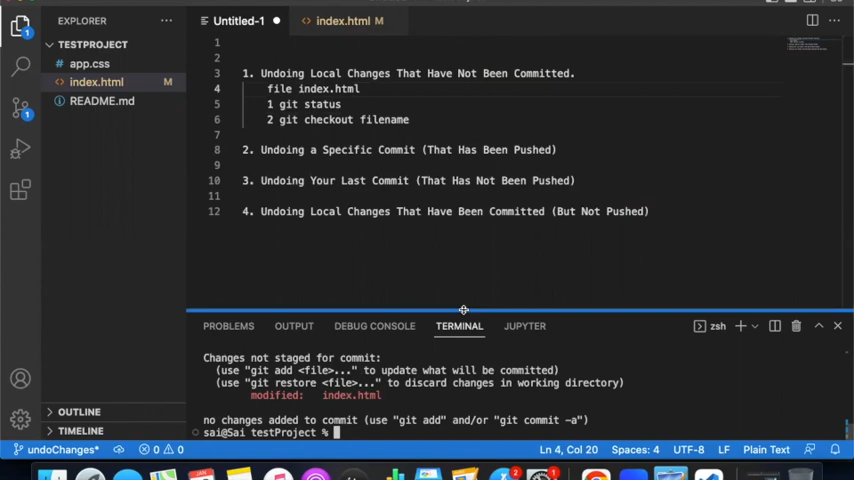 EXPLORER
Untitled-1
index.html M
TESTPROJECT
app.css
index.html M
README.md
1
2
3 1. Undoing Local Changes That Have Not Been Committed.
4 file index.html
5 1 git status
6 2 git checkout filename
7
8 2. Undoing a Specific Commit (That Has Been Pushed)
9
10 3. Undoing Your Last Commit (That Has Not Been Pushed)
11
12 4. Undoing Local Changes That Have Been Committed (But Not Pushed)
1
1
PROBLEMS OUTPUT DEBUG CONSOLE TERMINAL JUPYTER zsh
Changes not staged for commit:
(use "git add <file>..." to update what will be committed)
(use "git restore <file>..." to discard changes in working directory)
modified: index.html
no changes added to commit (use "git add" and/or "git commit -a")
sai@Sai testProject %
OUTLINE
TIMELINE
undoChanges* 0 0 Ln 4, Col 20 Spaces: 4 UTF-8 LF Plain Text
2
1